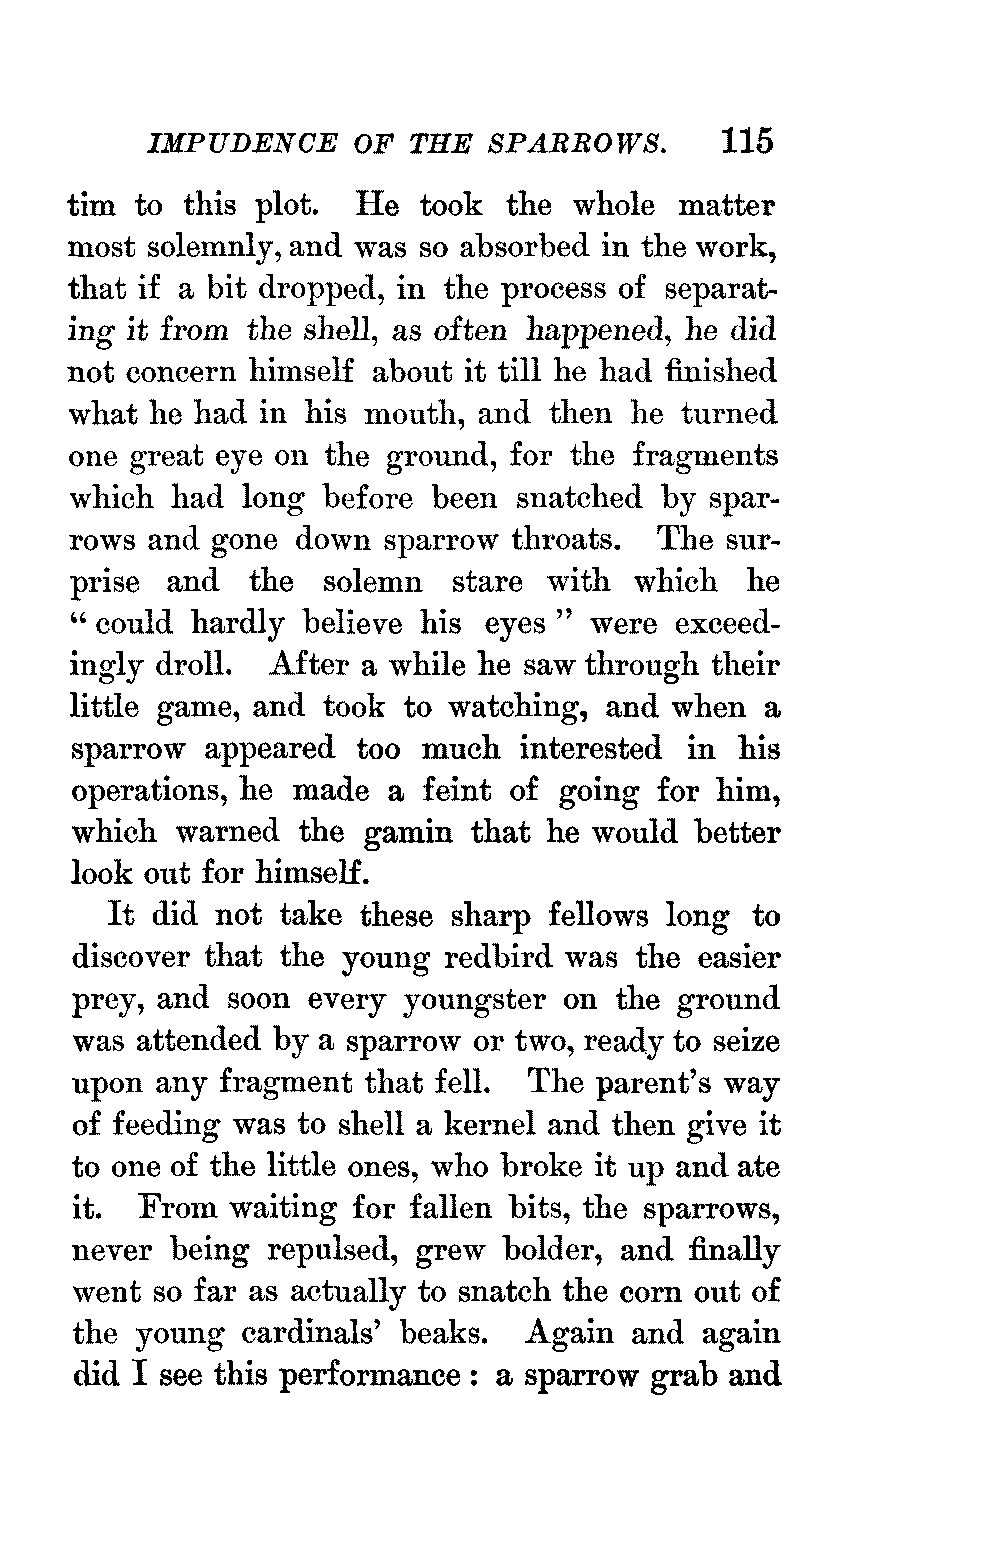 IMPUDENCE OF THE SPARROWS. 115
tim to this plot. He took the whole matter
most solemnly, and was so absorbed in the work,
that if a bit dropped, in the process of separat-
ing it from the shell, as often happened, he did
not concern himself about it till he had finished
what he had in his mouth, and then he turned
one great eye on the ground, for the fragments
which had long before been snatched by spar-
rows and gone down sparrow throats. The sur-
prise and the solemn stare with which he
“ could hardly believe his eyes ” were exceed-
ingly droll. After a while he saw through their
little game, and took to watching, and when a
sparrow appeared too much interested in his
operations, he made a feint of going for him,
which warned the gamin that he would better
look out for himself.
It did not take these sharp fellows long to
discover that the young redbird was the easier
prey, and soon every youngster on the ground
was attended by a sparrow or two, ready to seize
upon any fragment that fell. The parent’s way
of feeding was to shell a kernel and then give it
to one of the little ones, who broke it up and ate
it. From waiting for fallen bits, the sparrows,
never being repulsed, grew bolder, and finally
went so far as actually to snatch the corn out of
the young cardinals’ beaks. Again and again
did I see this performance : a sparrow grab and